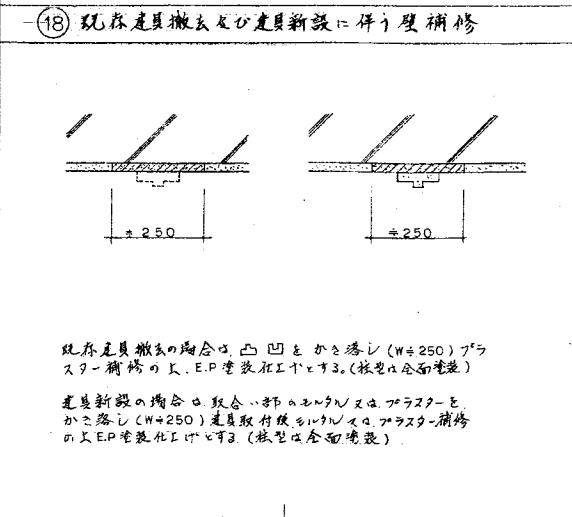 18 既存建具撤去及び建具新設に伴う壁補修
≒250
≒250
既存建具撤去の場合は 凸 凹 をかき落し (W≒250) プラ
スター補修の上、E.P塗装仕上げとする。(柱型は全面塗装)
建具新設の場合は 取合い部のモルタル又は プラスターを
かき落し (W≒250) 建具取付後 モルタル又は プラスター補修
の上E.P塗装仕上げとする (柱型は全面塗装)